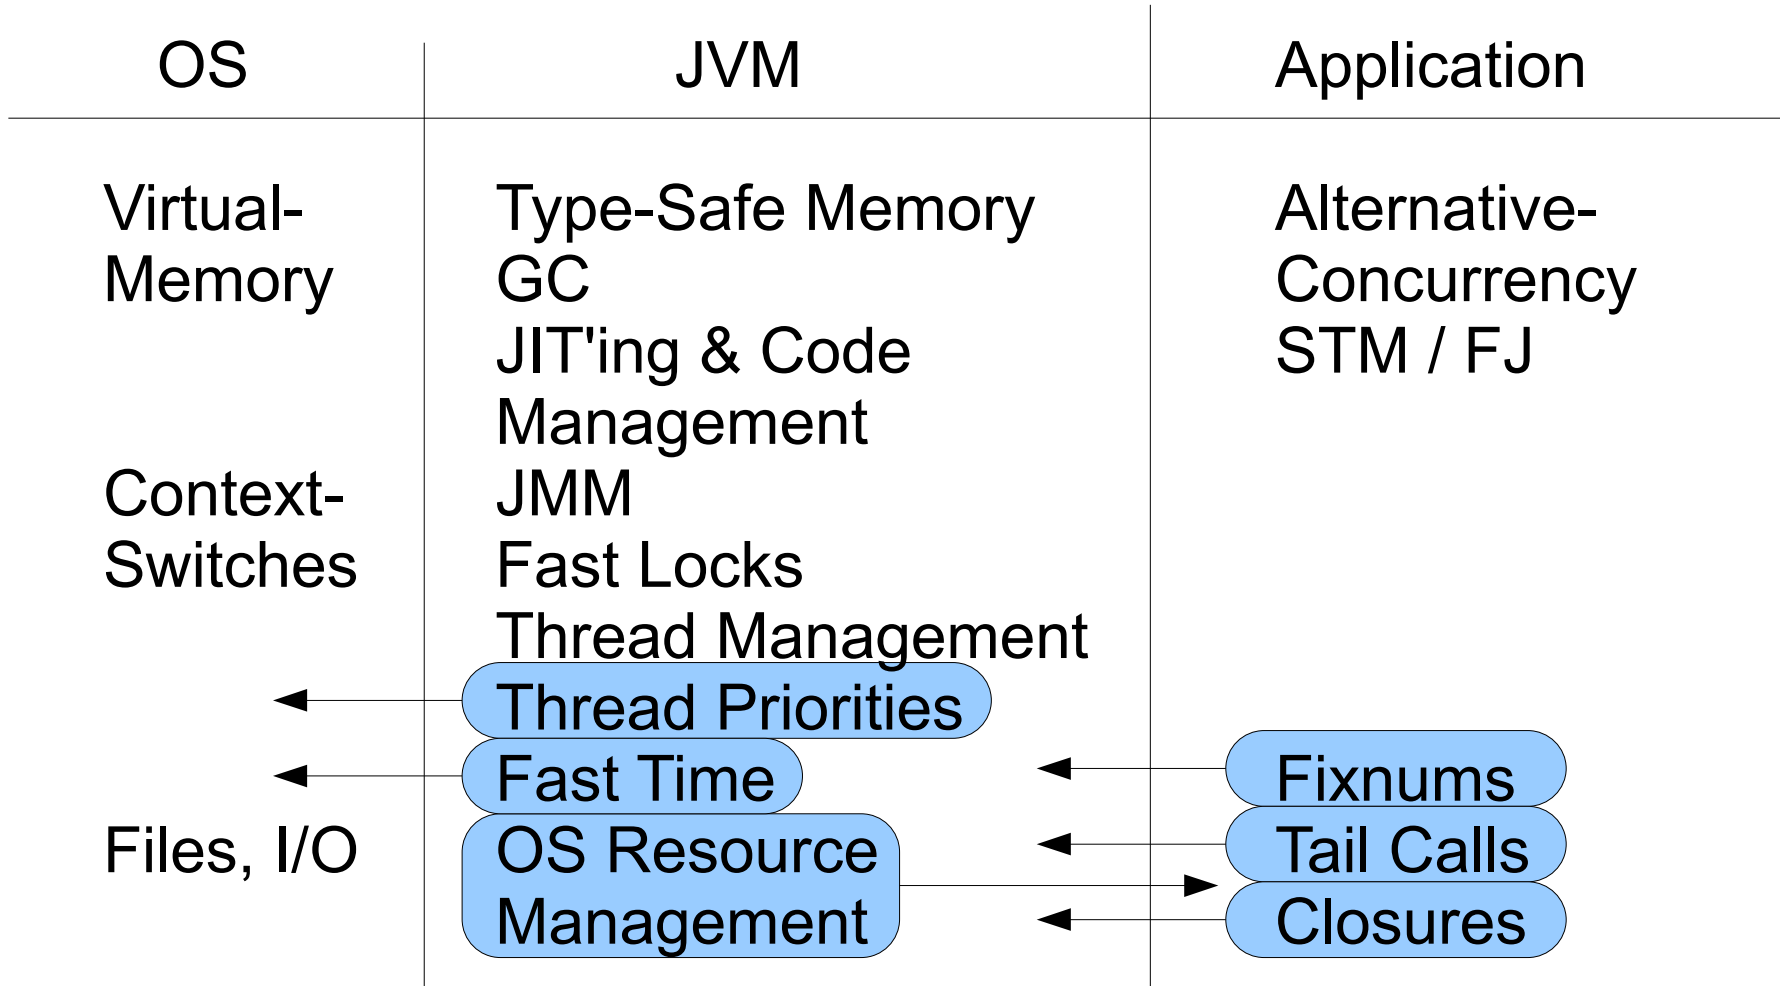 OS
JVM
Application
Virtual-
Memory
Context-
Switches
Files, I/O
Type-Safe Memory
GC
JIT'ing & Code
Management
JMM
Fast Locks
Thread Management
Thread Priorities
Fast Time
OS Resource
Management
Alternative-
Concurrency
STM / FJ
Fixnums
Tail Calls
Closures